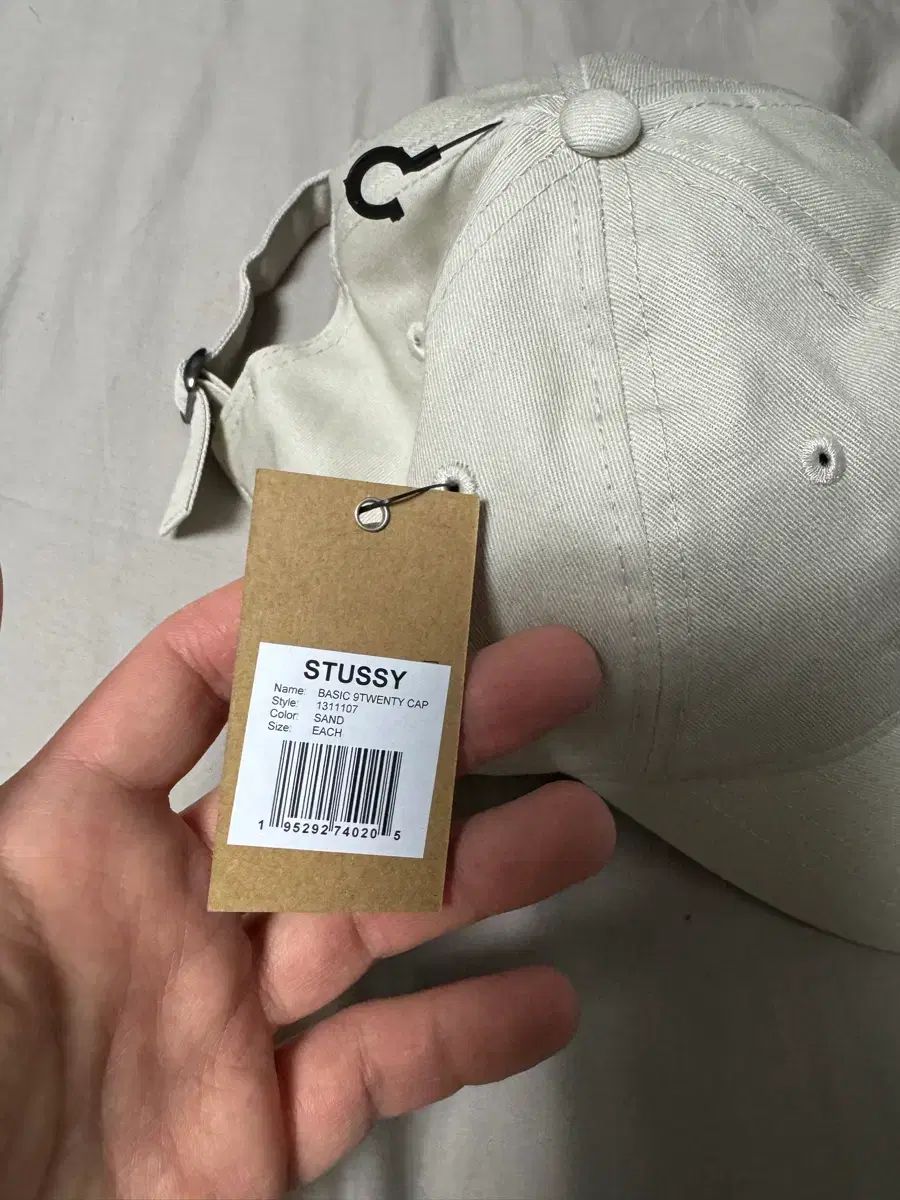 STUSSY
Name: BASIC 9TWENTY CAP
Style: 1311107
Color: SAND
Size: EACH
1 95292 74020 5